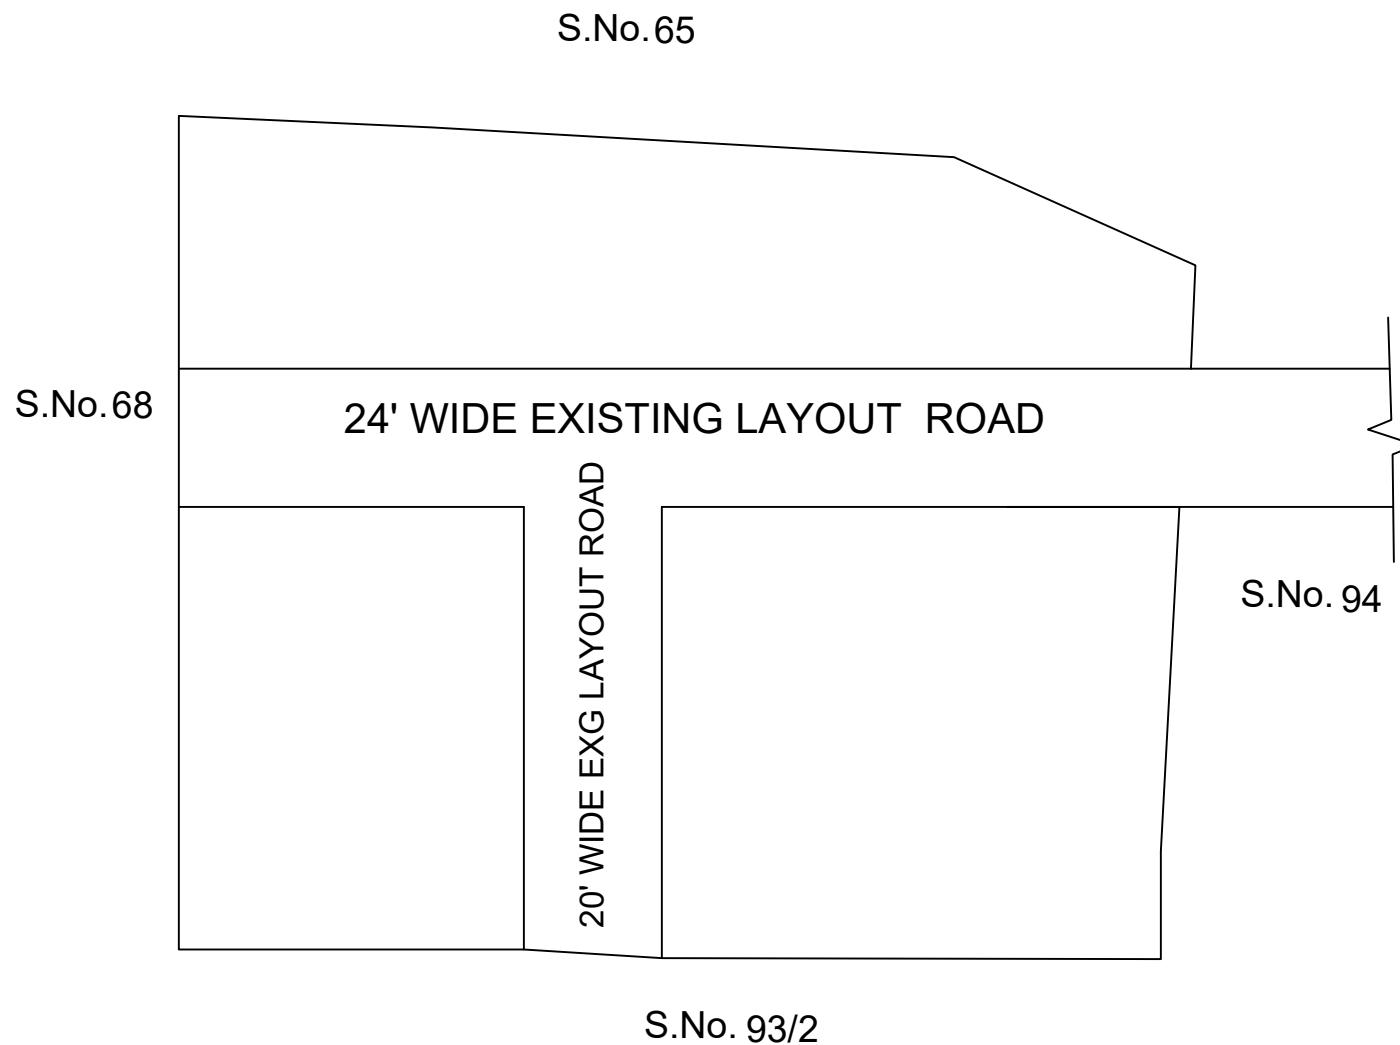 S.No. 65
S.No. 68
24' WIDE EXISTING LAYOUT ROAD
20' WIDE EXG LAYOUT ROAD
S.No. 94
S.No. 93/2